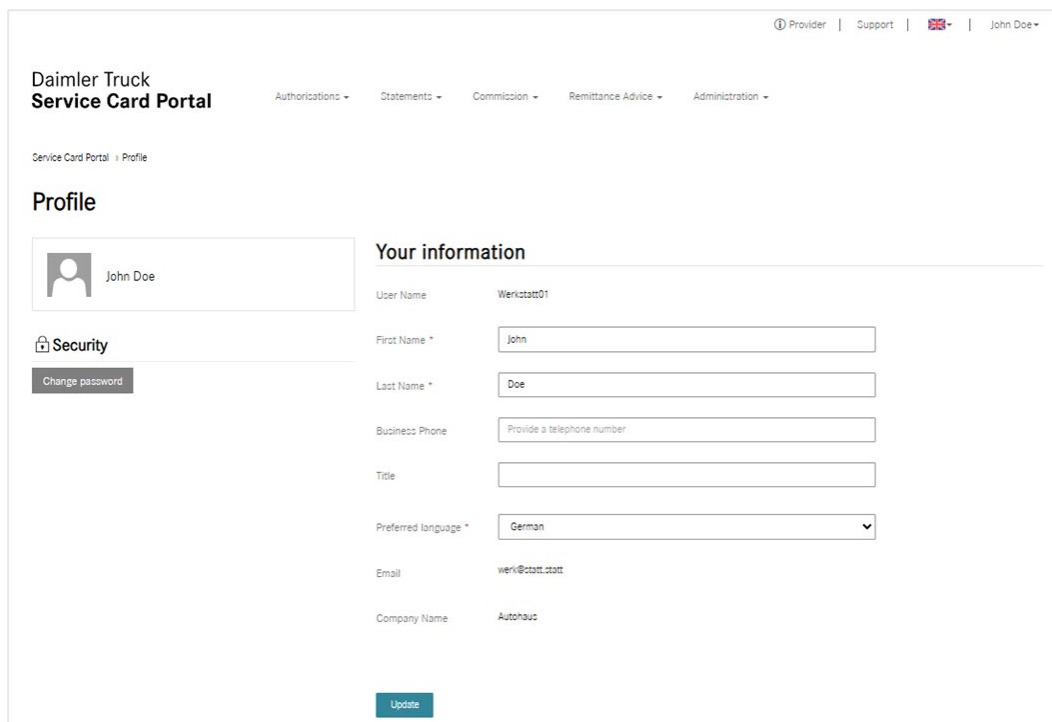 Provider | Support | | John Doe
Daimler Truck
Service Card Portal
Authorisations Statements Commission Remittance Advice Administration
Service Card Portal › Profile
Profile
John Doe
Security
Change password
Your information
User Name Werkstatt01
First Name * John
Last Name * Doe
Business Phone Provide a telephone number
Title
Preferred language * German
Email werk@statt.statt
Company Name Autohaus
Update